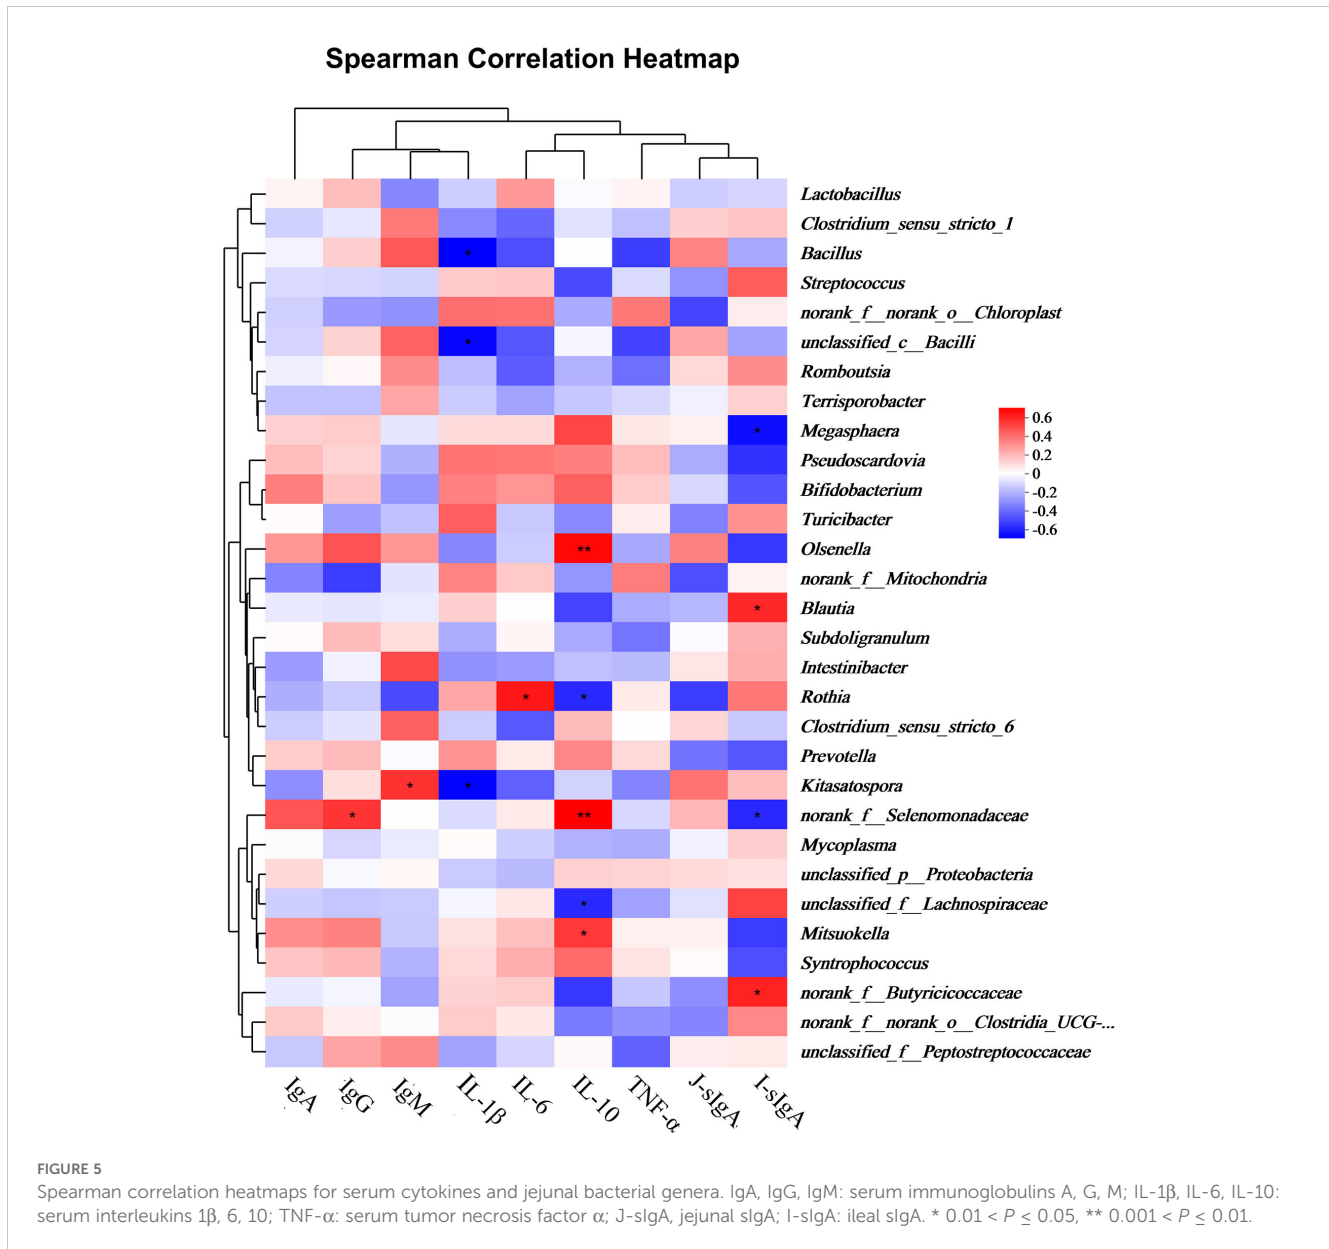 Spearman Correlation Heatmap
Lactobacillus
Clostridium_sensu_stricto_1
Bacillus
*
Streptococcus
norank_f__norank_o__Chloroplast
unclassified_c__Bacilli
*
Romboutsia
Terrisporobacter
Megasphaera
*
Pseudoscardovia
Bifidobacterium
Turicibacter
Olsenella
**
norank_f__Mitochondria
Blautia
*
Subdoligranulum
Intestinibacter
Rothia
* *
Clostridium_sensu_stricto_6
Prevotella
Kitasatospora
* *
norank_f__Selenomonadaceae
* ** *
Mycoplasma
unclassified_p__Proteobacteria
unclassified_f__Lachnospiraceae
*
Mitsuokella
*
Syntrophococcus
norank_f__Butyricicoccaceae
*
norank_f__norank_o__Clostridia_UCG-...
unclassified_f__Peptostreptococcaceae
0.6
0.4
0.2
0
-0.2
-0.4
-0.6
IgA IgG IgM IL-1β IL-6 IL-10 TNF-α J-sIgA I-sIgA
FIGURE 5
Spearman correlation heatmaps for serum cytokines and jejunal bacterial genera. IgA, IgG, IgM: serum immunoglobulins A, G, M; IL-1β, IL-6, IL-10:
serum interleukins 1β, 6, 10; TNF-α: serum tumor necrosis factor α; J-sIgA, jejunal sIgA; I-sIgA: ileal sIgA. * 0.01 < P ≤ 0.05, ** 0.001 < P ≤ 0.01.